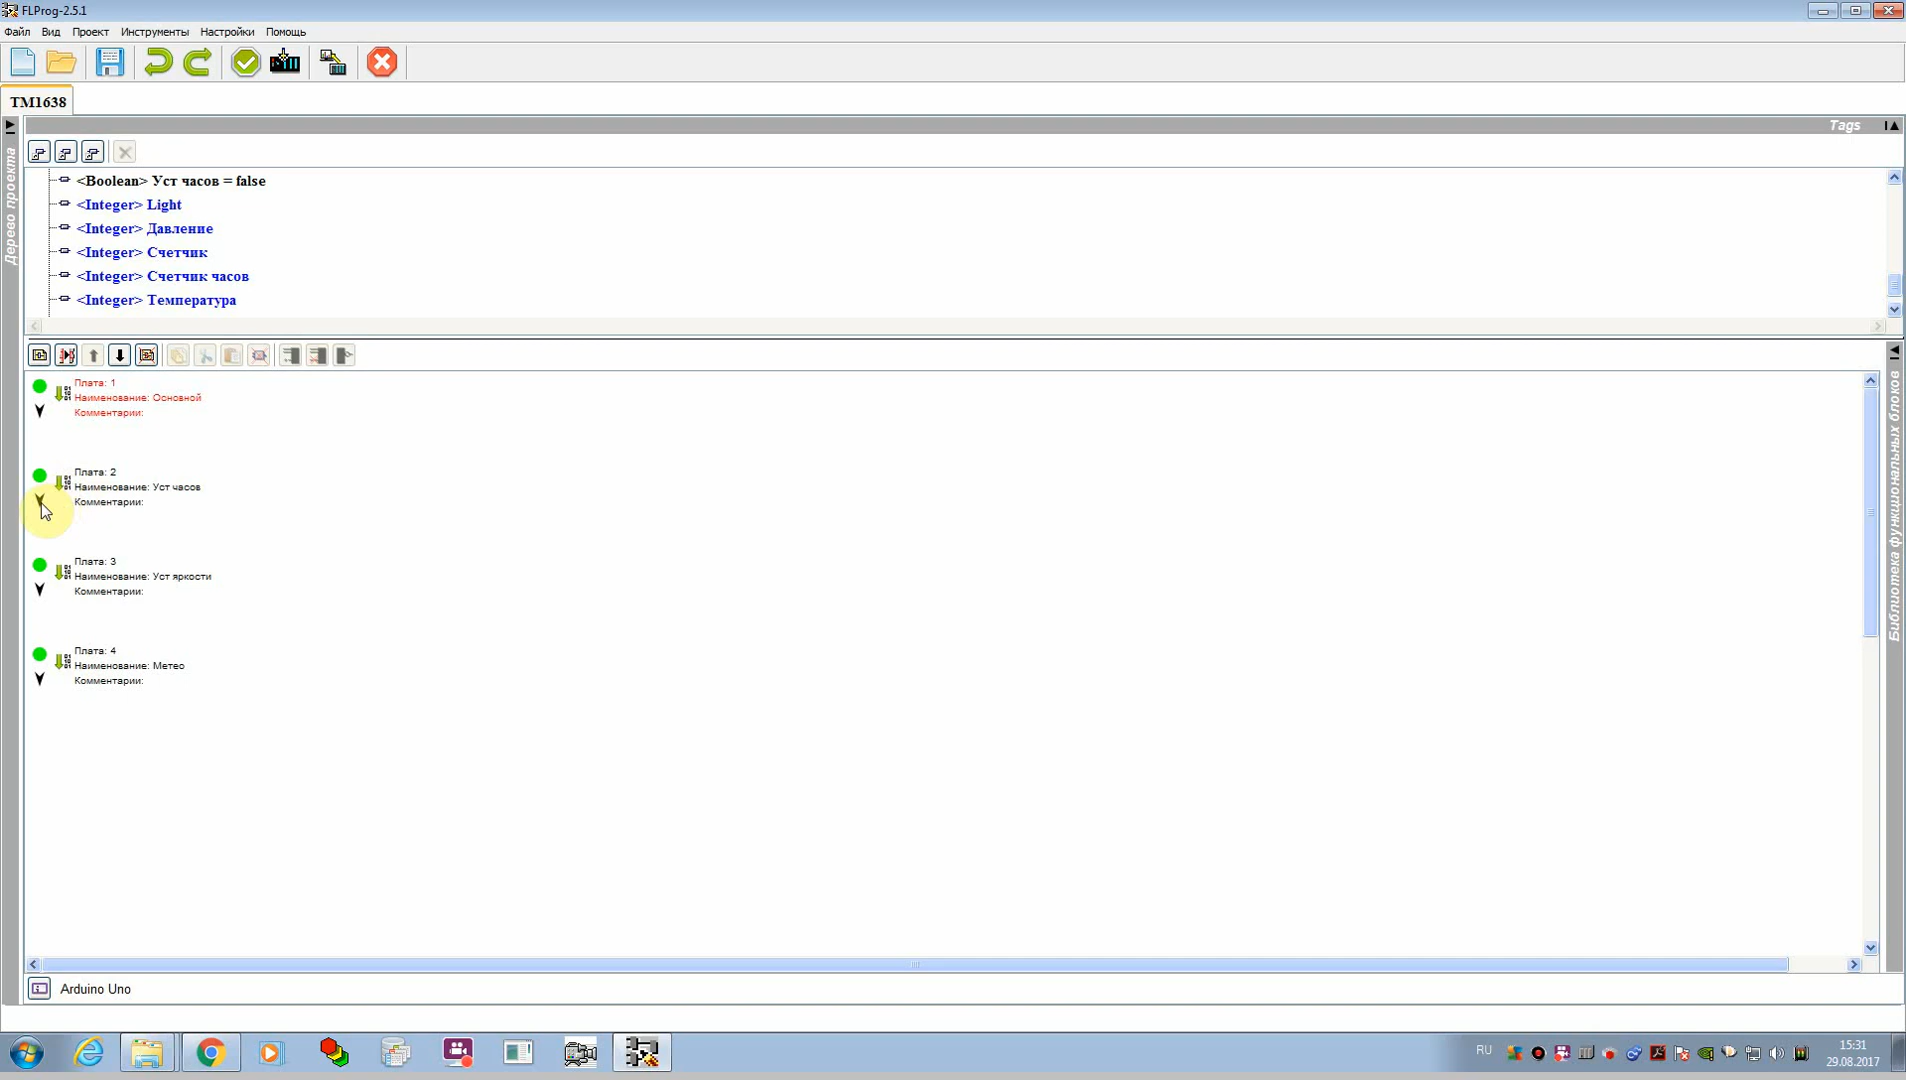 FLProg-2.5.1
Файл Вид Проект Инструменты Настройки Помощь
TM1638
Tags
Дерево проекта
<Boolean> Уст часов = false
<Integer> Light
<Integer> Давление
<Integer> Счетчик
<Integer> Счетчик часов
<Integer> Температура
Библиотека функциональных блоков
Плата: 1
Наименование: Основной
Комментарии:
Плата: 2
Наименование: Уст часов
Комментарии:
Плата: 3
Наименование: Уст яркости
Комментарии:
Плата: 4
Наименование: Метео
Комментарии:
Arduino Uno
RU
15:31
29.08.2017